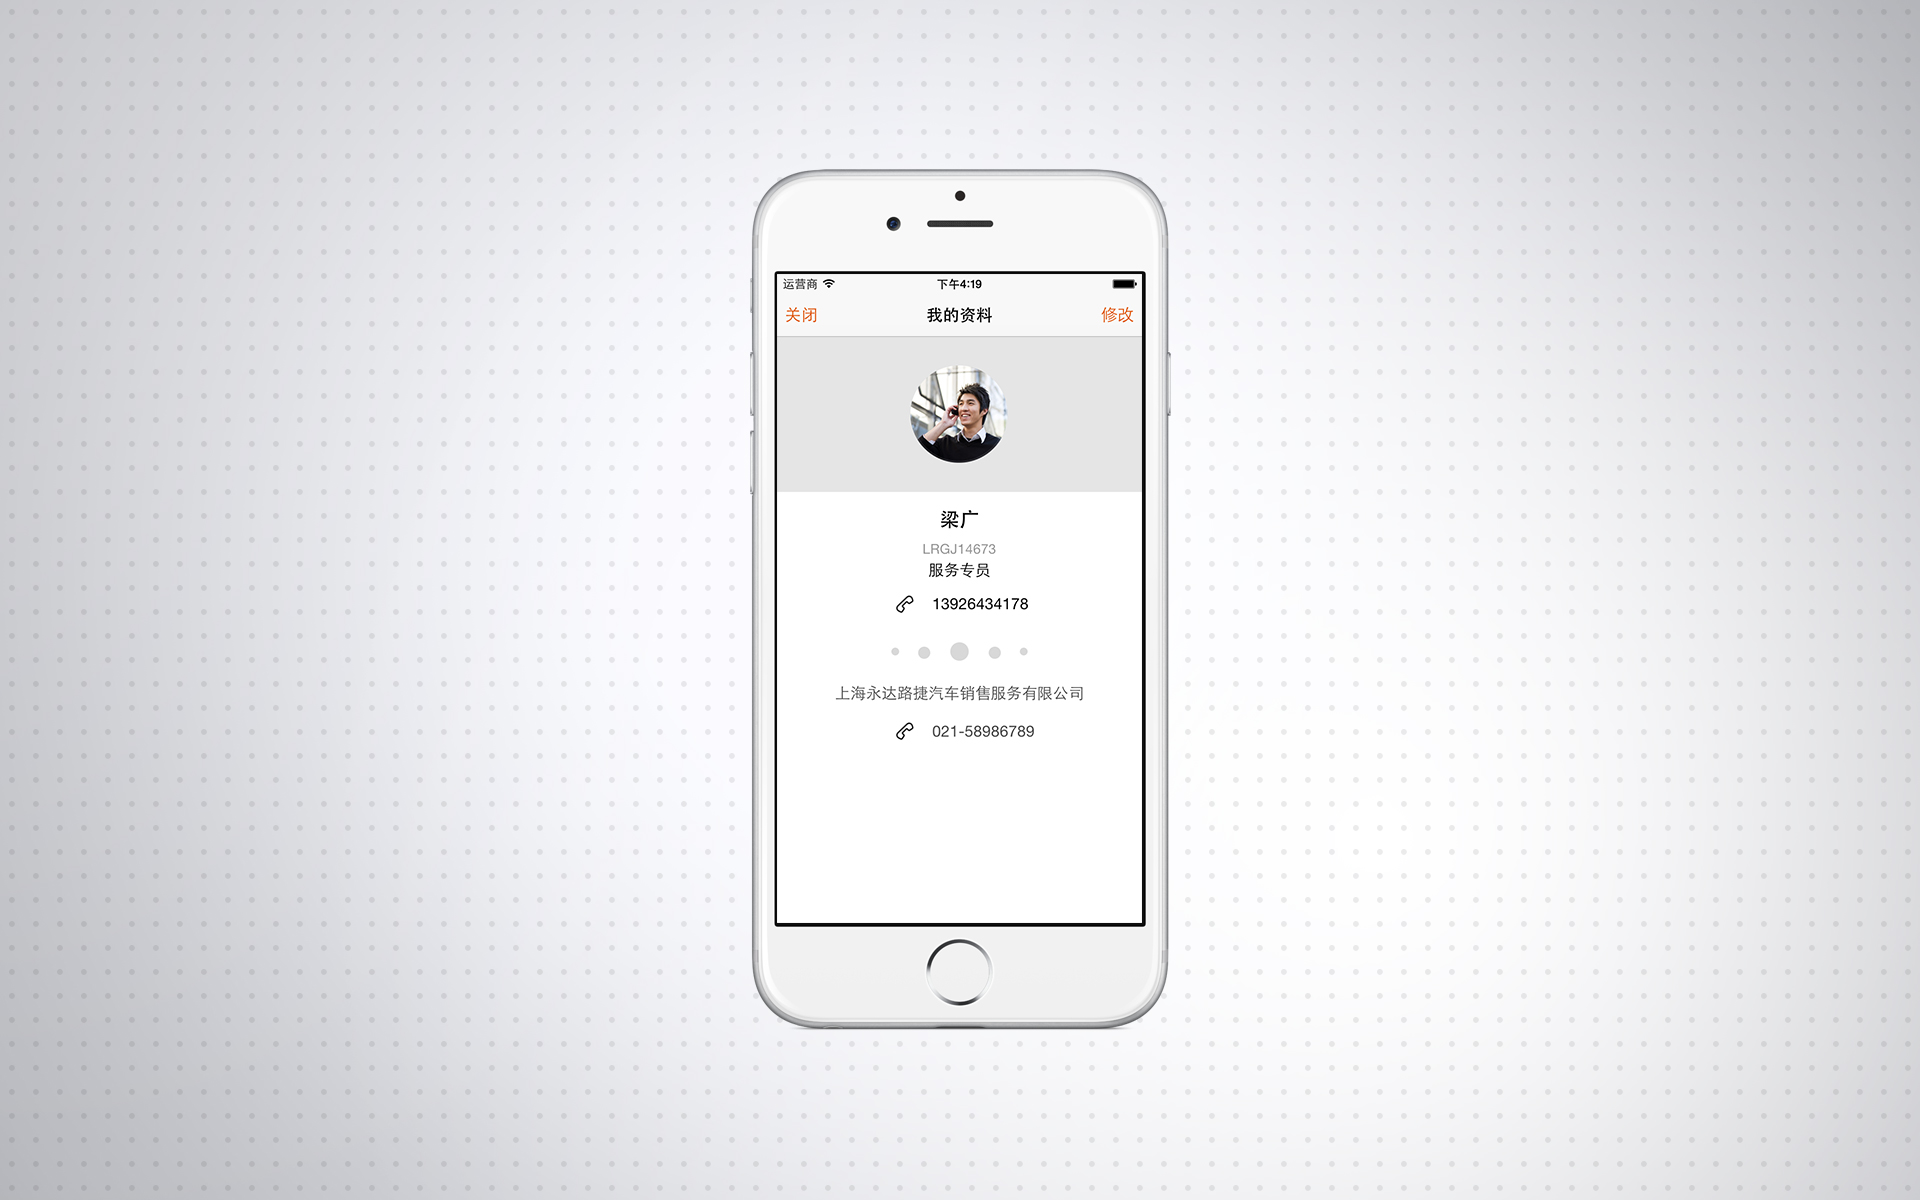 运营商 下午4:19
关闭 我的资料 修改
梁广
LRGJ14673
服务专员
13926434178
上海永达路捷汽车销售服务有限公司
021-58986789